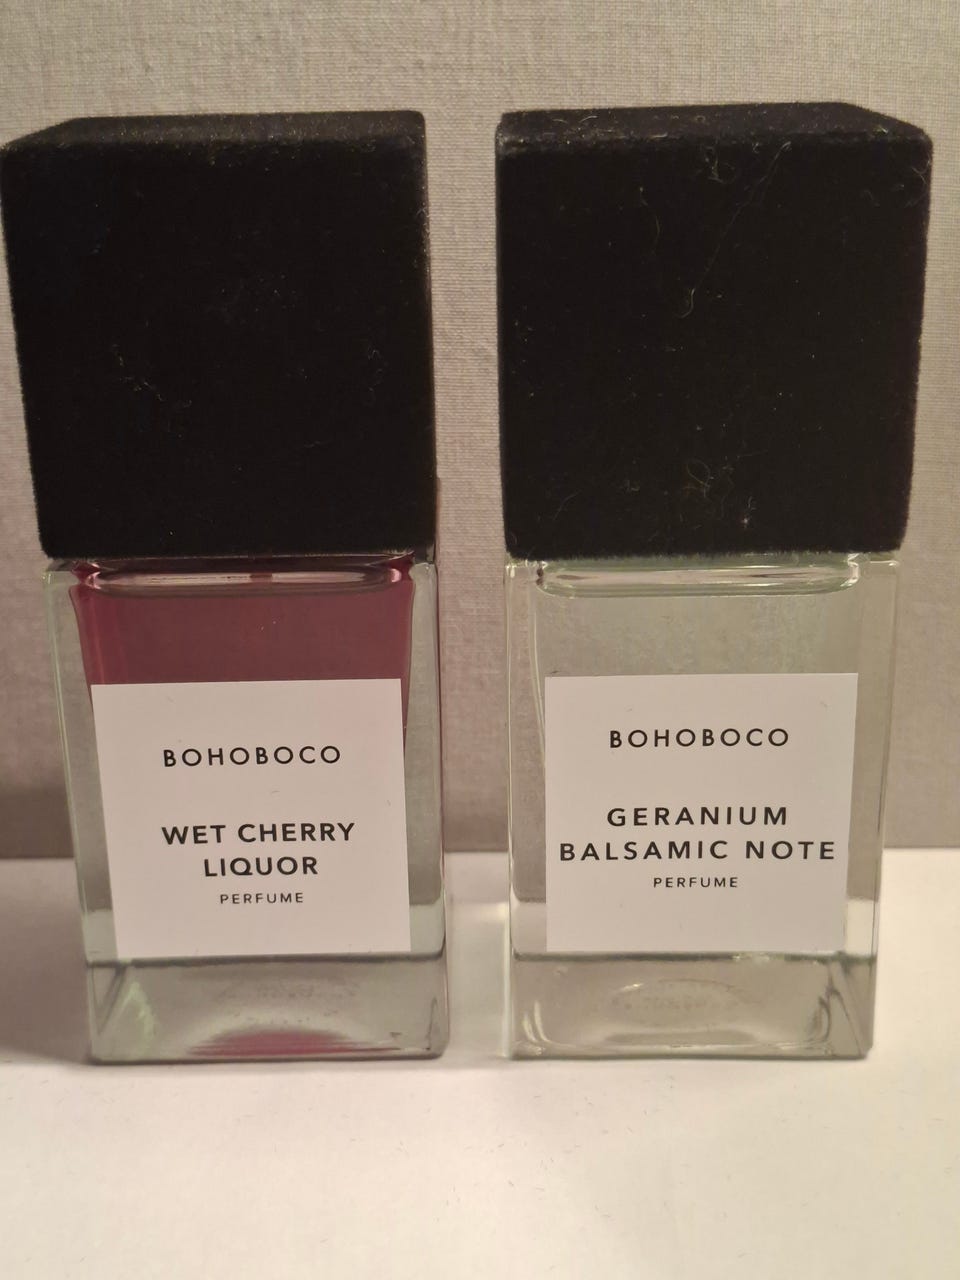 BOHOBOCO
WET CHERRY
LIQUOR
PERFUME
BOHOBOCO
GERANIUM
BALSAMIC NOTE
PERFUME